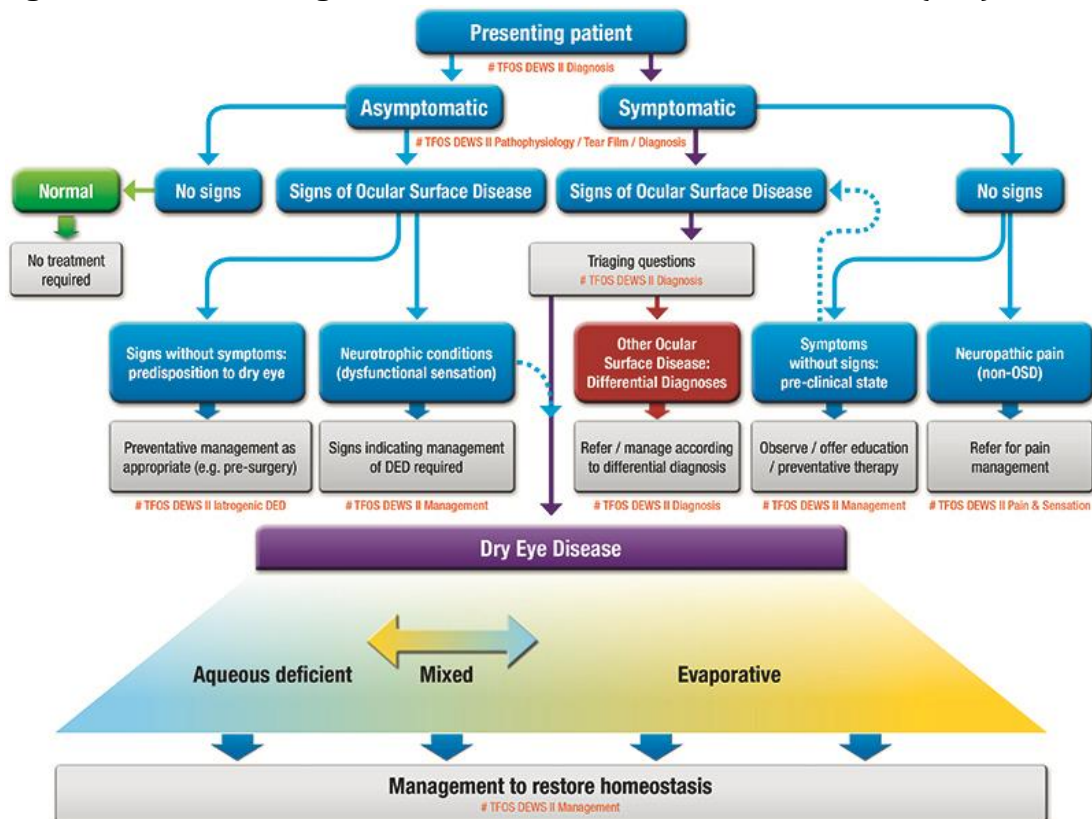 Presenting patient
# TFOS DEWS II Diagnosis
Asymptomatic
Symptomatic
# TFOS DEWS II Pathophysiology / Tear Film / Diagnosis
Normal
No signs
Signs of Ocular Surface Disease
Signs of Ocular Surface Disease
No signs
No treatment
required
Triaging questions
# TFOS DEWS II Diagnosis
Signs without symptoms:
predisposition to dry eye
Neurotrophic conditions
(dysfunctional sensation)
Other Ocular
Surface Disease:
Differential Diagnoses
Symptoms
without signs:
pre-clinical state
Neuropathic pain
(non-OSD)
Preventative management as
appropriate (e.g. pre-surgery)
# TFOS DEWS II Iatrogenic DED
Signs indicating management
of DED required
# TFOS DEWS II Management
Refer / manage according
to differential diagnosis
# TFOS DEWS II Diagnosis
Observe / offer education
/ preventative therapy
# TFOS DEWS II Management
Refer for pain
management
# TFOS DEWS II Pain & Sensation
Dry Eye Disease
Aqueous deficient
Mixed
Evaporative
Management to restore homeostasis
# TFOS DEWS II Management